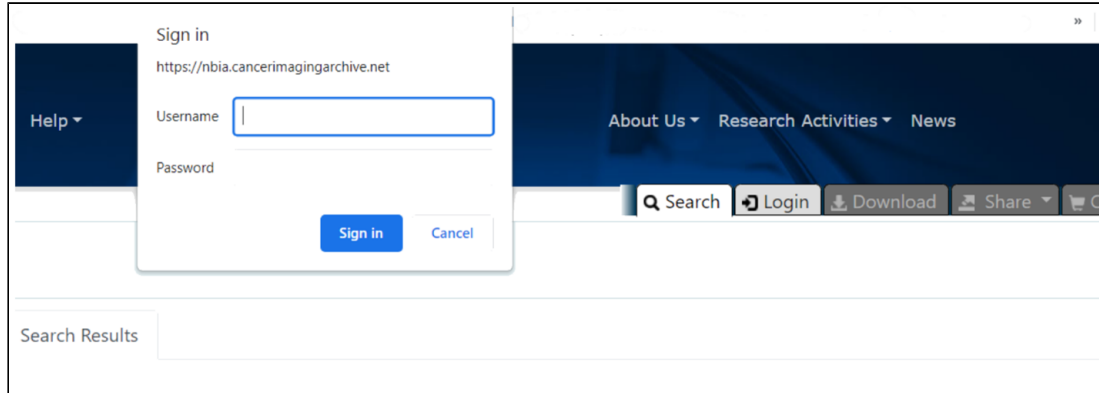 »
Sign in
https://nbia.cancerimagingarchive.net
Username
Password
Sign in Cancel
Help About Us Research Activities News
Search Login Download Share
Search Results